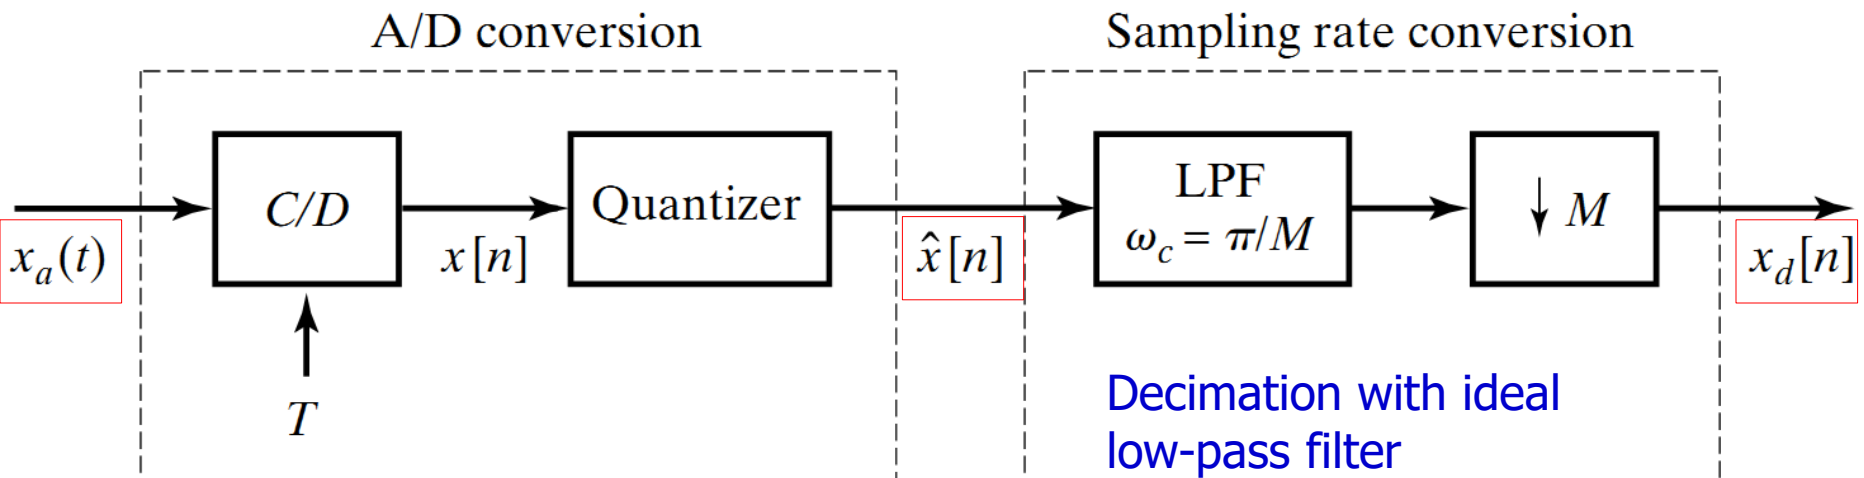 A/D conversion
Sampling rate conversion
C/D
Quantizer
LPF
ω_c = π/M
↓ M
x_a(t)
x[n]
x̂[n]
x_d[n]
T
Decimation with ideal
low-pass filter